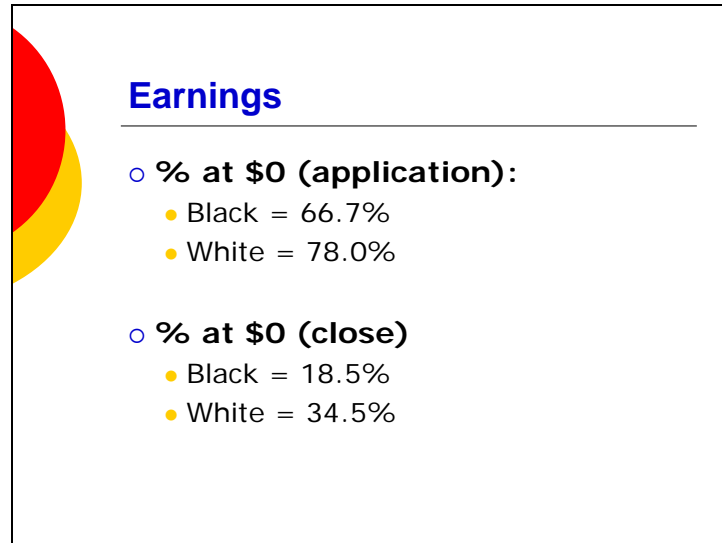 Earnings
% at $0 (application):
Black = 66.7%
White = 78.0%
% at $0 (close)
Black = 18.5%
White = 34.5%